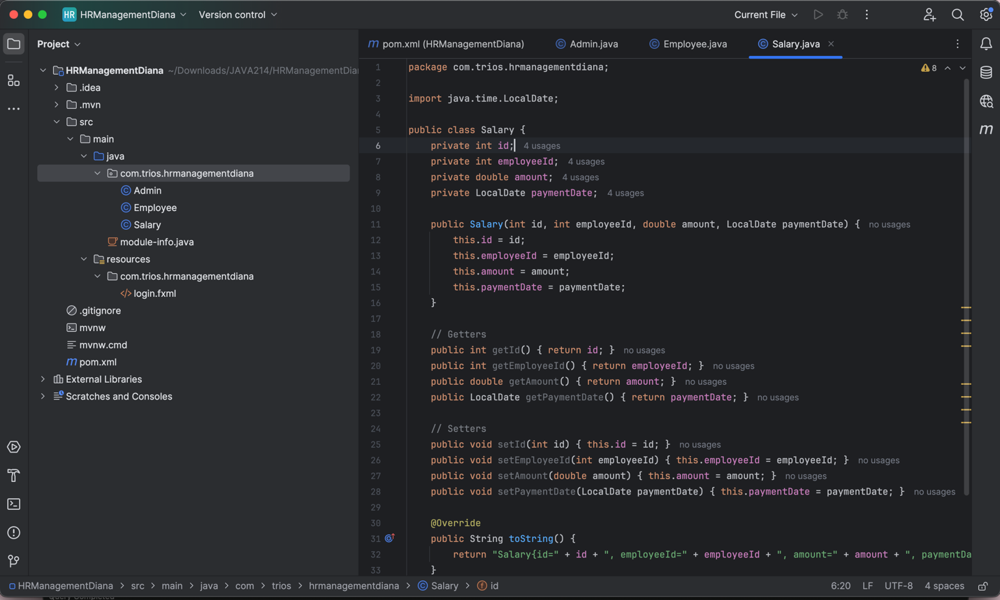 HR HRManagementDiana Version control Current File
Project
pom.xml (HRManagementDiana) Admin.java Employee.java Salary.java
HRManagementDiana ~/Downloads/JAVA214/HRManagementDian
.idea
.mvn
src
main
java
com.trios.hrmanagementdiana
Admin
Employee
Salary
module-info.java
resources
com.trios.hrmanagementdiana
login.fxml
.gitignore
mvnw
mvnw.cmd
pom.xml
External Libraries
Scratches and Consoles
8
1 package com.trios.hrmanagementdiana;
2
3 import java.time.LocalDate;
4
5 public class Salary {
6 private int id; 4 usages
7 private int employeeId; 4 usages
8 private double amount; 4 usages
9 private LocalDate paymentDate; 4 usages
10
11 public Salary(int id, int employeeId, double amount, LocalDate paymentDate) { no usages
12 this.id = id;
13 this.employeeId = employeeId;
14 this.amount = amount;
15 this.paymentDate = paymentDate;
16 }
17
18 // Getters
19 public int getId() { return id; } no usages
20 public int getEmployeeId() { return employeeId; } no usages
21 public double getAmount() { return amount; } no usages
22 public LocalDate getPaymentDate() { return paymentDate; } no usages
23
24 // Setters
25 public void setId(int id) { this.id = id; } no usages
26 public void setEmployeeId(int employeeId) { this.employeeId = employeeId; } no usages
27 public void setAmount(double amount) { this.amount = amount; } no usages
28 public void setPaymentDate(LocalDate paymentDate) { this.paymentDate = paymentDate; } no usages
29
30 @Override
31 public String toString() {
32 return "Salary{id=" + id + ", employeeId=" + employeeId + ", amount=" + amount + ", paymentDa
33 }
HRManagementDiana > src > main > java > com > trios > hrmanagementdiana > Salary > id 6:20 LF UTF-8 4 spaces